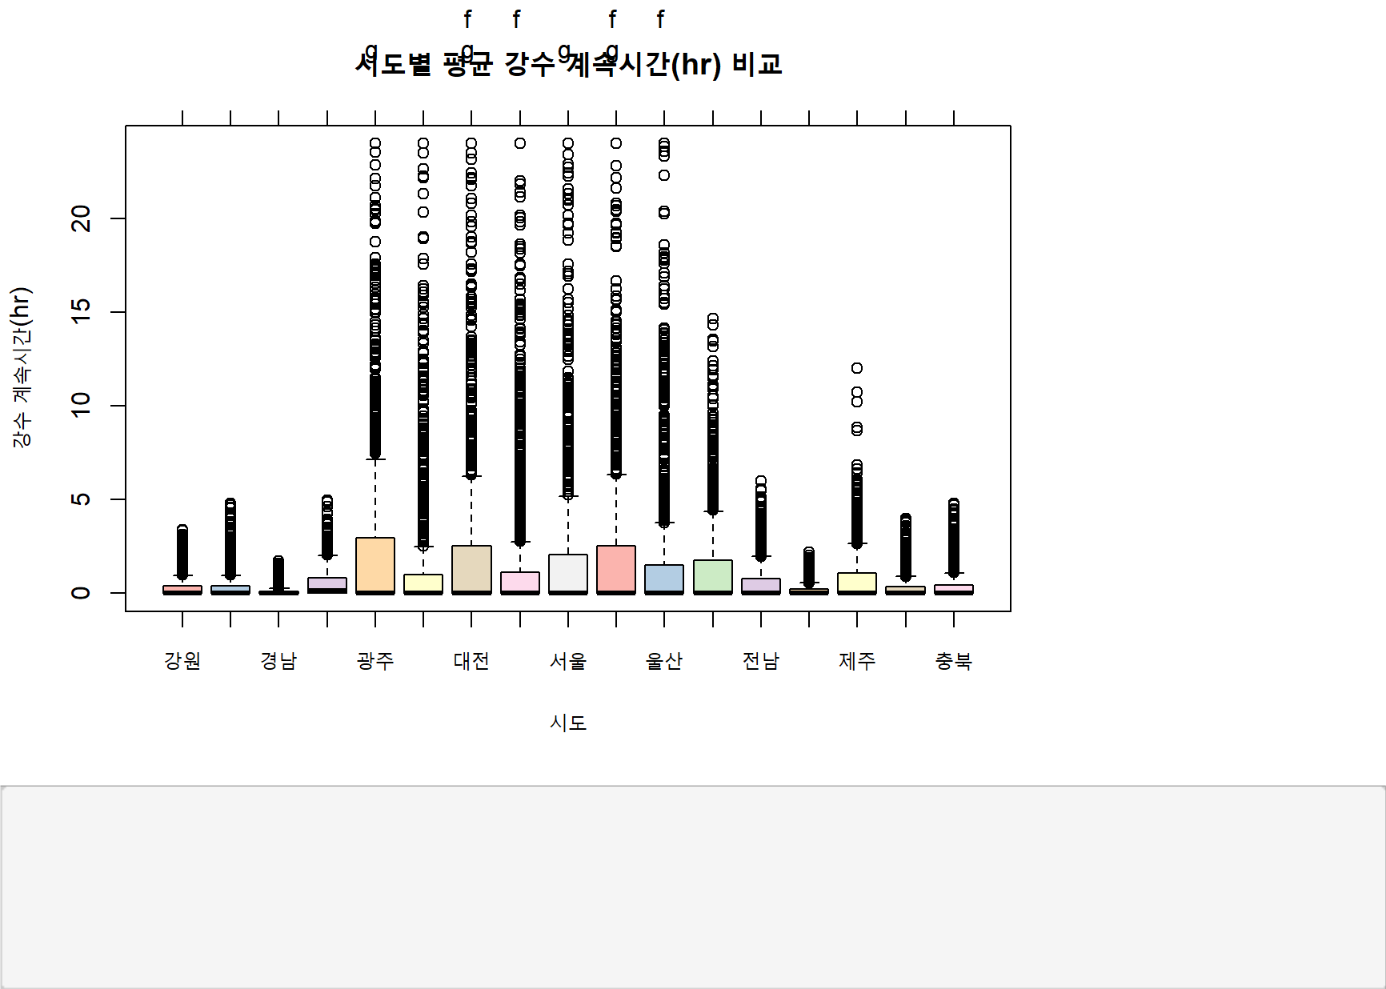 f f f f
g g g g
시도별 평균 강수 계속시간(hr) 비교
강수 계속시간(hr)
20
15
10
5
0
강원 경남 광주 대전 서울 울산 전남 제주 충북
시도